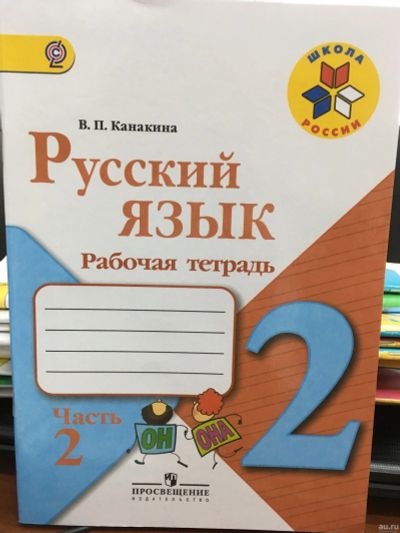 ШКОЛА
РОССИИ
В. П. Канакина
Русский
язык
Рабочая тетрадь
Часть
2
2
ОН
ОНА
ПРОСВЕЩЕНИЕ
ИЗДАТЕЛЬСТВО
au.ru